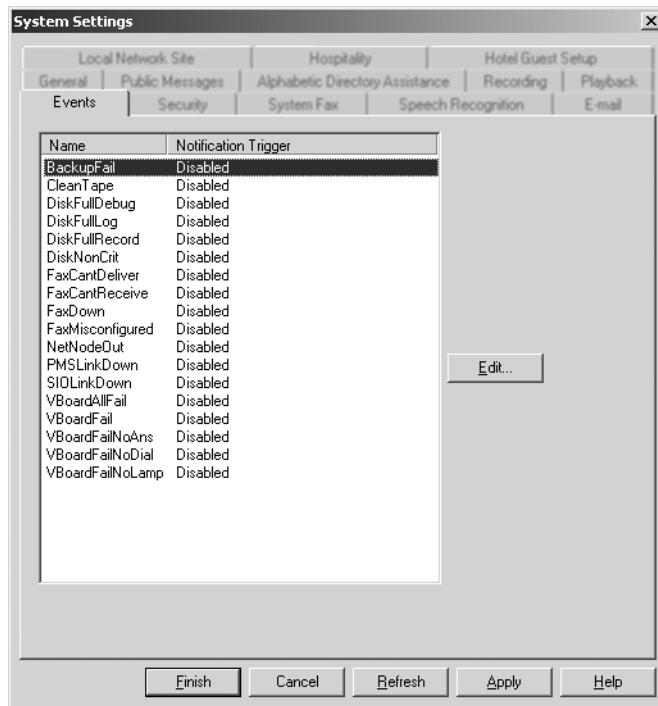 System Settings
Local Network Site Hospitality Hotel Guest Setup
General Public Messages Alphabetic Directory Assistance Recording Playback
Events Security System Fax Speech Recognition E-mail
Name Notification Trigger
BackupFail Disabled
CleanTape Disabled
DiskFullDebug Disabled
DiskFullLog Disabled
DiskFullRecord Disabled
DiskNonCrit Disabled
FaxCantDeliver Disabled
FaxCantReceive Disabled
FaxDown Disabled
FaxMisconfigured Disabled
NetNodeOut Disabled
PMSLinkDown Disabled
SIOLinkDown Disabled
VBoardAllFail Disabled
VBoardFail Disabled
VBoardFailNoAns Disabled
VBoardFailNoDial Disabled
VBoardFailNoLamp Disabled
Edit...
Finish Cancel Refresh Apply Help